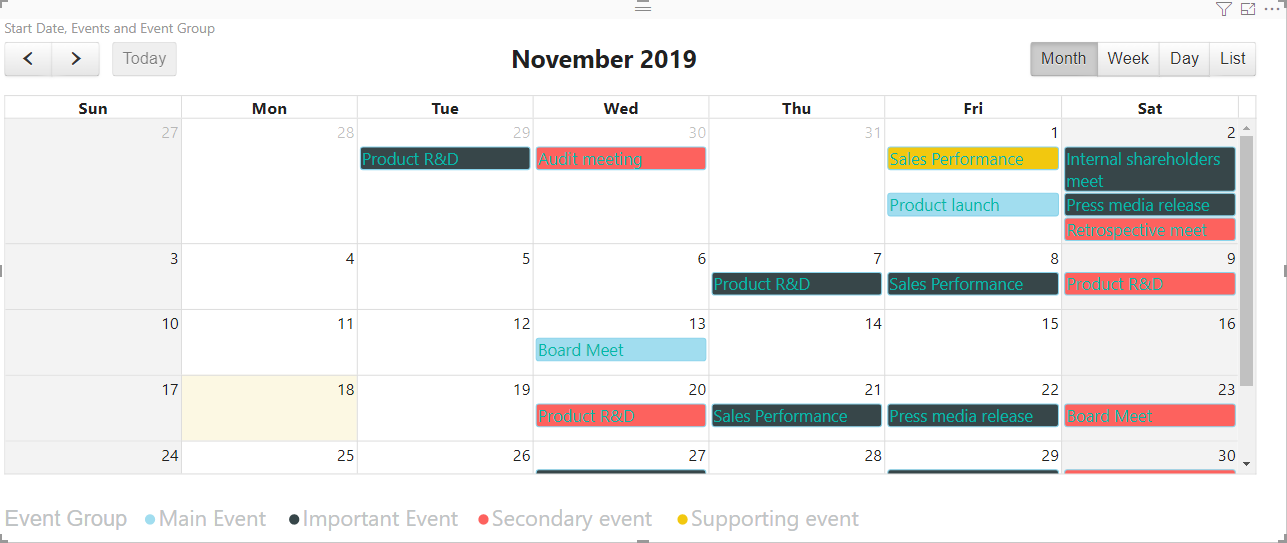 Start Date, Events and Event Group
Today
November 2019
Month Week Day List
Sun Mon Tue Wed Thu Fri Sat
27 28 29 30 31 1 2
Product R&D Audit meeting Sales Performance Internal shareholders
meet
Product launch Press media release
Retrospective meet
3 4 5 6 7 8 9
Product R&D Sales Performance Product R&D
10 11 12 13 14 15 16
Board Meet
17 18 19 20 21 22 23
Product R&D Sales Performance Press media release Board Meet
24 25 26 27 28 29 30
Event Group Main Event Important Event Secondary event Supporting event